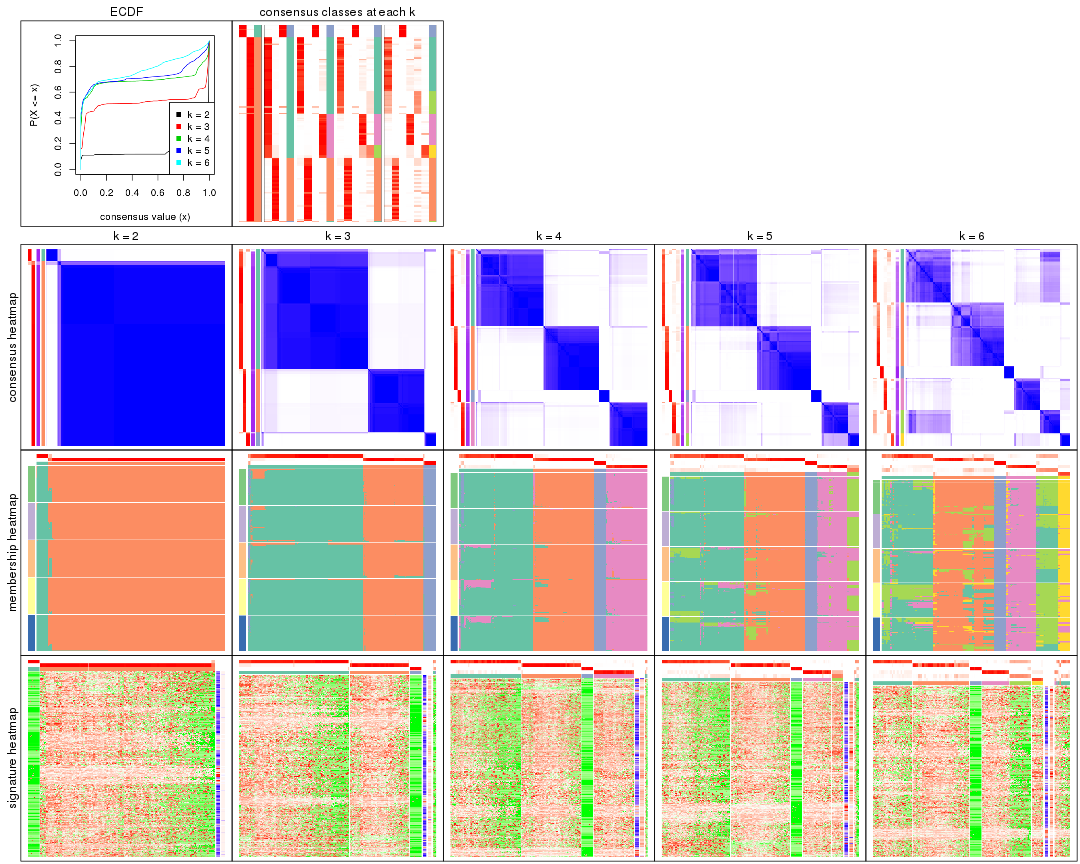 ECDF
consensus classes at each k
P(X <= x)
1.0
0.8
0.6
0.4
0.2
0.0
k = 2
k = 3
k = 4
k = 5
k = 6
0.0 0.2 0.4 0.6 0.8 1.0
consensus value (x)
k = 2 k = 3 k = 4 k = 5 k = 6
consensus heatmap
membership heatmap
signature heatmap